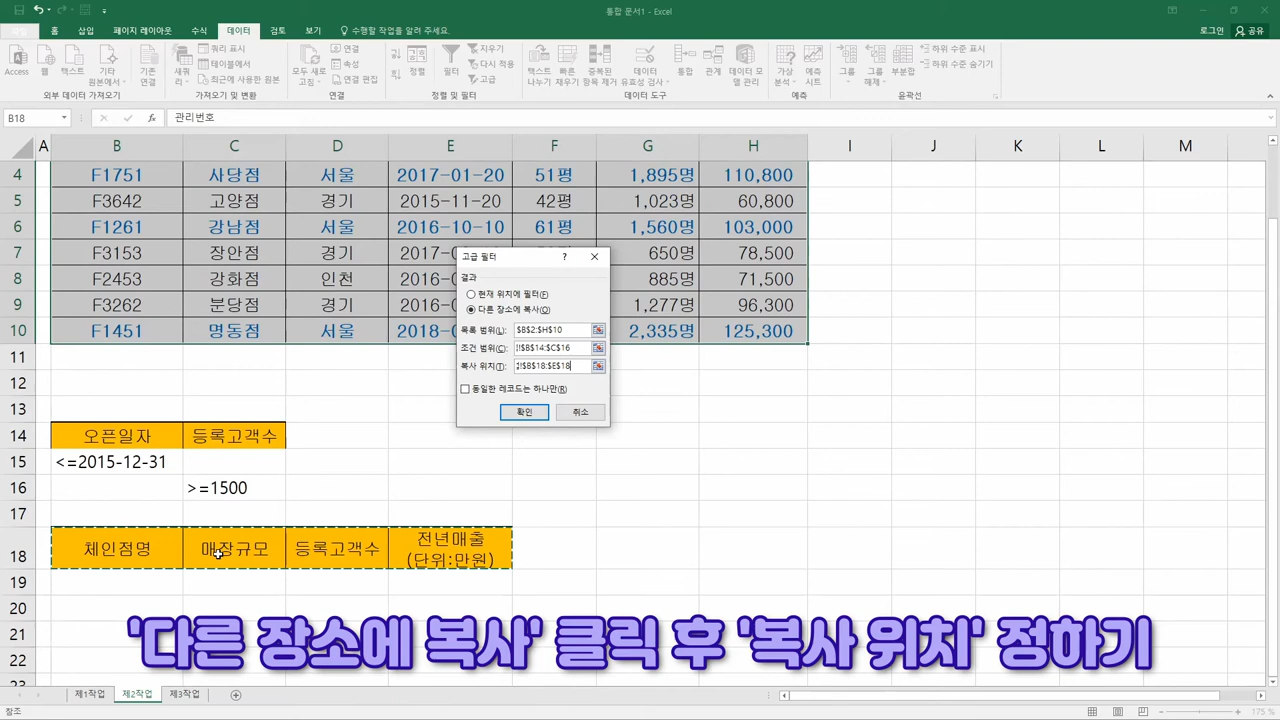 통합 문서1 - Excel
홈 삽입 페이지 레이아웃 수식 데이터 검토 보기 수행할 작업을 알려 주세요. 로그인 공유
Access 웹 텍스트 기타 원본에서 기존 연결 새쿼리 쿼리 표시 테이블에서 최근에 사용한 원본 모두 새로 고침 연결 속성 연결 편집 정렬 필터 지우기 다시 적용 고급 텍스트 나누기 빠른 채우기 중복된 항목 제거 데이터 유효성 검사 통합 관계 데이터 모델 관리 가상 분석 예측 시트 그룹 그룹 해제 부분합 하위 수준 표시 하위 수준 숨기기
외부 데이터 가져오기 가져오기 및 변환 연결 정렬 및 필터 데이터 도구 예측 윤곽선
B18 fx 관리번호
A B C D E F G H I J K L M
4 F1751 사당점 서울 2017-01-20 51평 1,895명 110,800
5 F3642 고양점 경기 2015-11-20 42평 1,023명 60,800
6 F1261 강남점 서울 2016-10-10 61평 1,560명 103,000
7 F3153 장안점 경기 2017- 650명 78,500
8 F2453 강화점 인천 2016- 885명 71,500
9 F3262 분당점 경기 2016- 1,277명 96,300
10 F1451 명동점 서울 2018- 2,335명 125,300
고급 필터 ? ×
결과
현재 위치에 필터(F)
다른 장소에 복사(O)
목록 범위(L): $B$2:$H$10
조건 범위(C): !$B$14:$C$16
복사 위치(T): !$B$18:$E$18
동일한 레코드는 하나만(R)
확인 취소
11
12
13
14 오픈일자 등록고객수
15 <=2015-12-31
16 >=1500
17
18 체인점명 매장규모 등록고객수 전년매출
(단위:만원)
19
20
21
22
23
'다른 장소에 복사' 클릭 후 '복사 위치' 정하기
제1작업 제2작업 제3작업
참조 175 %